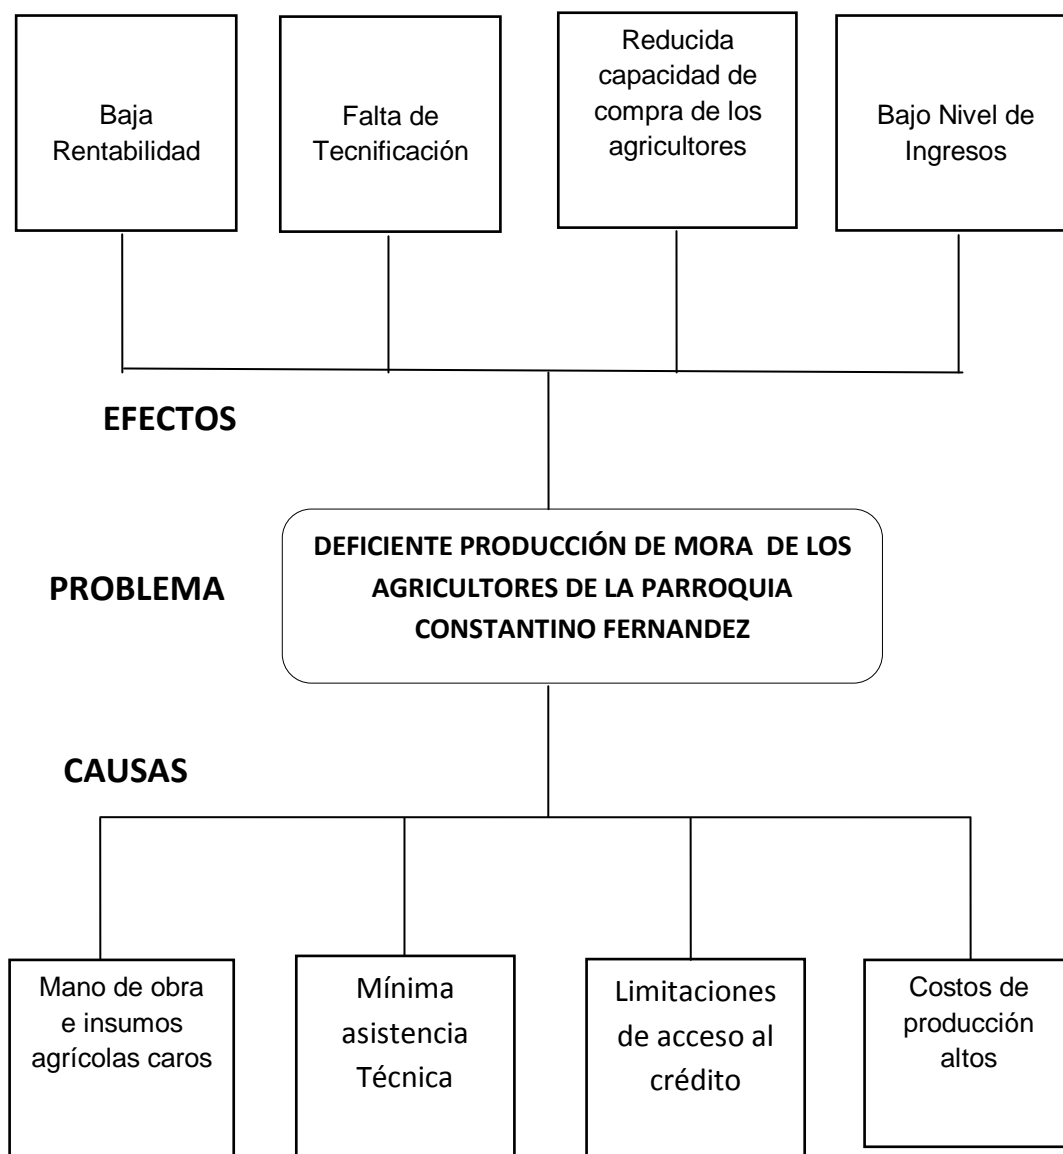 Baja
Rentabilidad
Falta de
Tecnificación
Reducida
capacidad de
compra de los
agricultores
Bajo Nivel de
Ingresos
EFECTOS
PROBLEMA
DEFICIENTE PRODUCCIÓN DE MORA DE LOS
AGRICULTORES DE LA PARROQUIA
CONSTANTINO FERNANDEZ
CAUSAS
Mano de obra
e insumos
agrícolas caros
Mínima
asistencia
Técnica
Limitaciones
de acceso al
crédito
Costos de
producción
altos